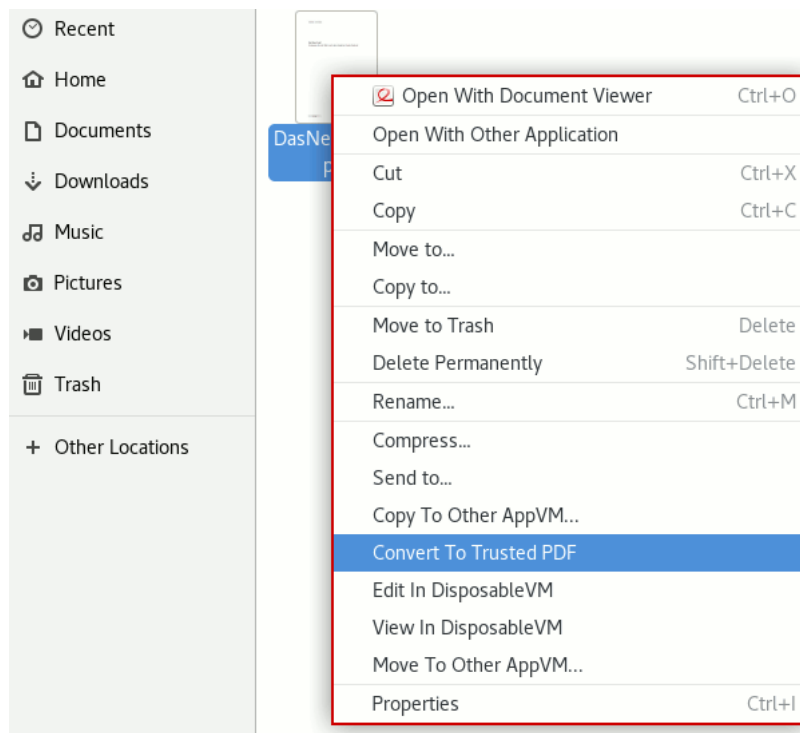 Recent
Home
Documents
Downloads
Music
Pictures
Videos
Trash
Other Locations
DasNe
p
Open With Document Viewer Ctrl+O
Open With Other Application
Cut Ctrl+X
Copy Ctrl+C
Move to...
Copy to...
Move to Trash Delete
Delete Permanently Shift+Delete
Rename... Ctrl+M
Compress...
Send to...
Copy To Other AppVM...
Convert To Trusted PDF
Edit In DisposableVM
View In DisposableVM
Move To Other AppVM...
Properties Ctrl+I